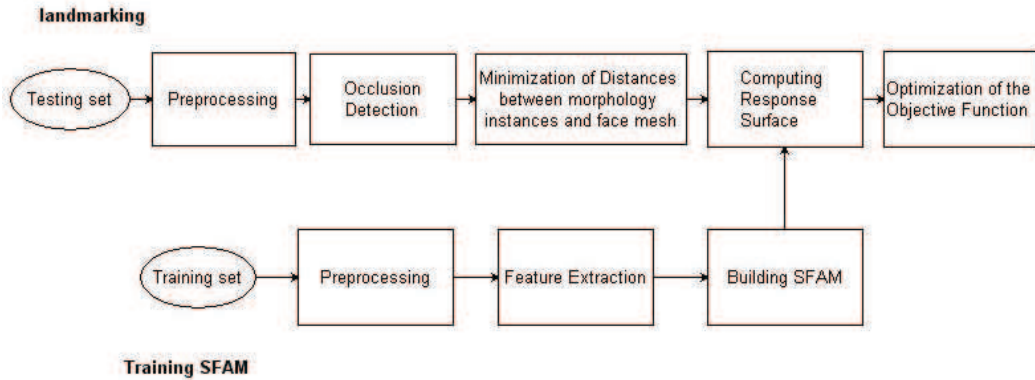 landmarking
Testing set
Preprocessing
Occlusion
Detection
Minimization of Distances
between morphology
instances and face mesh
Computing
Response
Surface
Optimization of the
Objective Function
Training set
Preprocessing
Feature Extraction
Building SFAM
Training SFAM